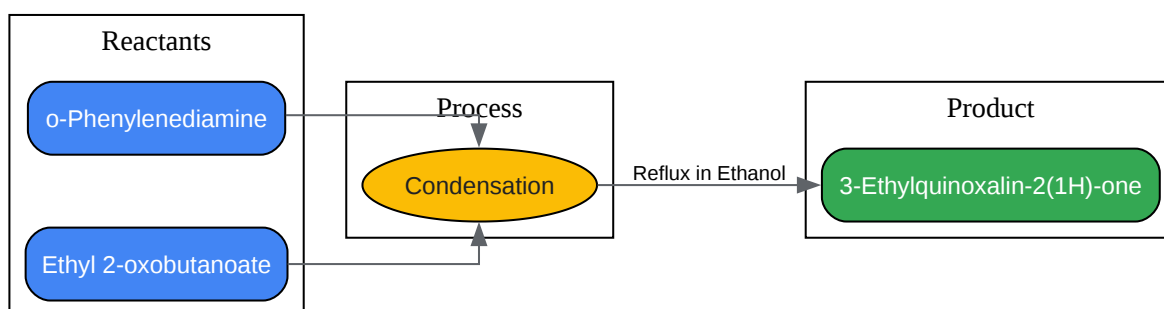 Reactants
o-Phenylenediamine
Ethyl 2-oxobutanoate
Process
Condensation
Reflux in Ethanol
Product
3-Ethylquinoxalin-2(1H)-one